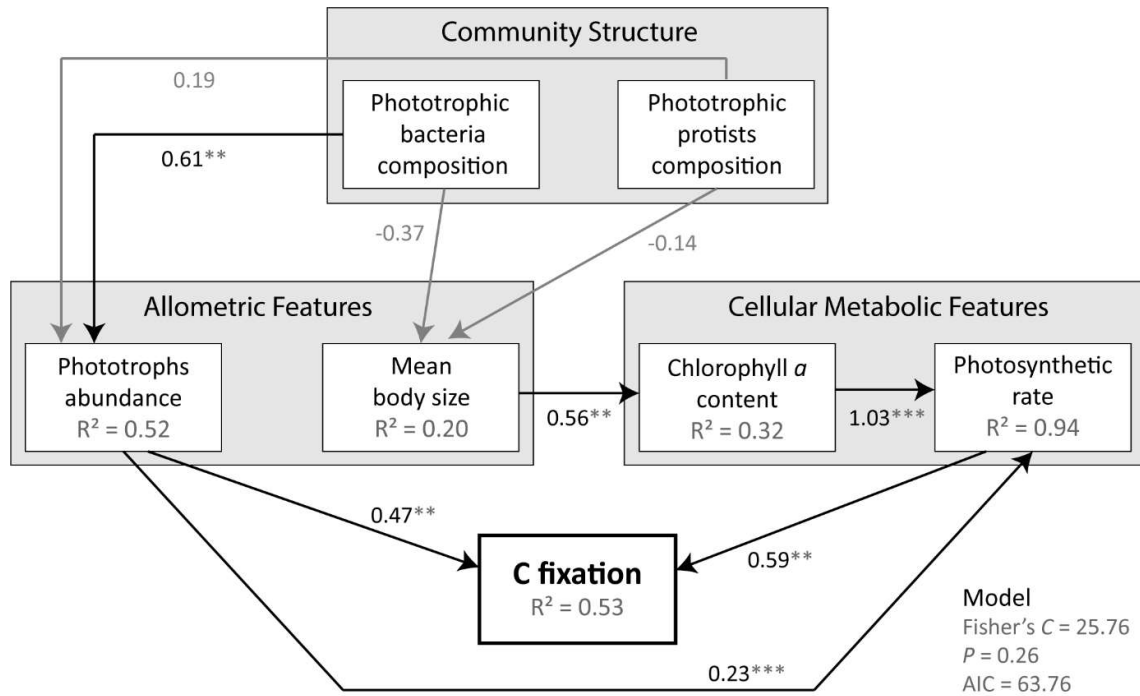 Community Structure
0.19
Phototrophic
bacteria
composition
Phototrophic
protists
composition
0.61**
-0.37
-0.14
Allometric Features
Cellular Metabolic Features
Phototrophs
abundance
R² = 0.52
Mean
body size
R² = 0.20
0.56**
Chlorophyll a
content
R² = 0.32
1.03***
Photosynthetic
rate
R² = 0.94
0.47**
C fixation
R² = 0.53
0.59**
0.23***
Model
Fisher's C = 25.76
P = 0.26
AIC = 63.76